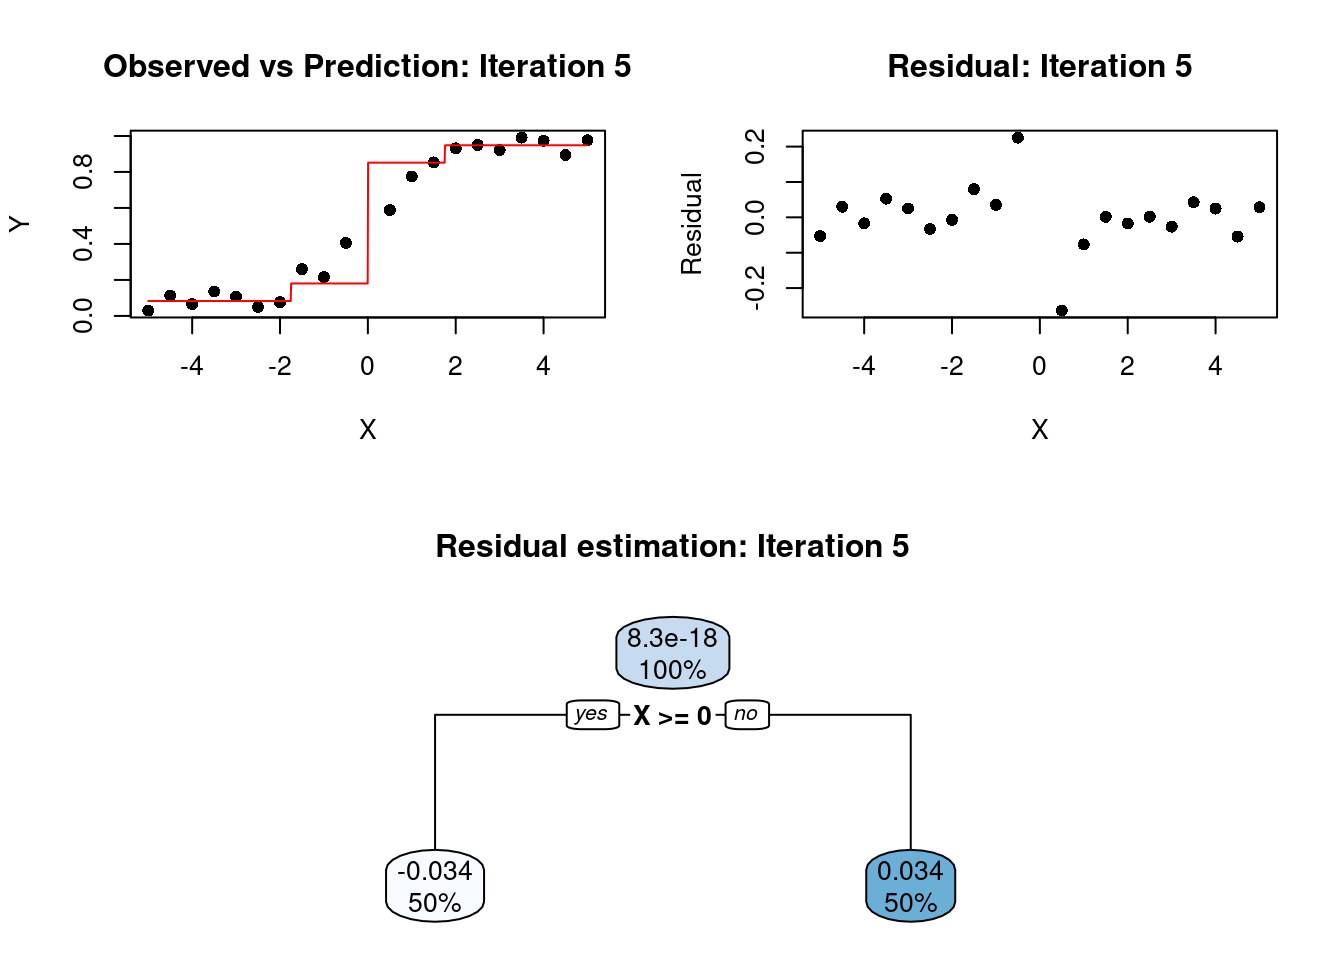 Observed vs Prediction: Iteration 5
Y
0.0 0.4 0.8
-4 -2 0 2 4
X
Residual: Iteration 5
Residual
-0.2 0.0 0.2
-4 -2 0 2 4
X
Residual estimation: Iteration 5
8.3e-18
100%
yes X >= 0 no
-0.034
50%
0.034
50%